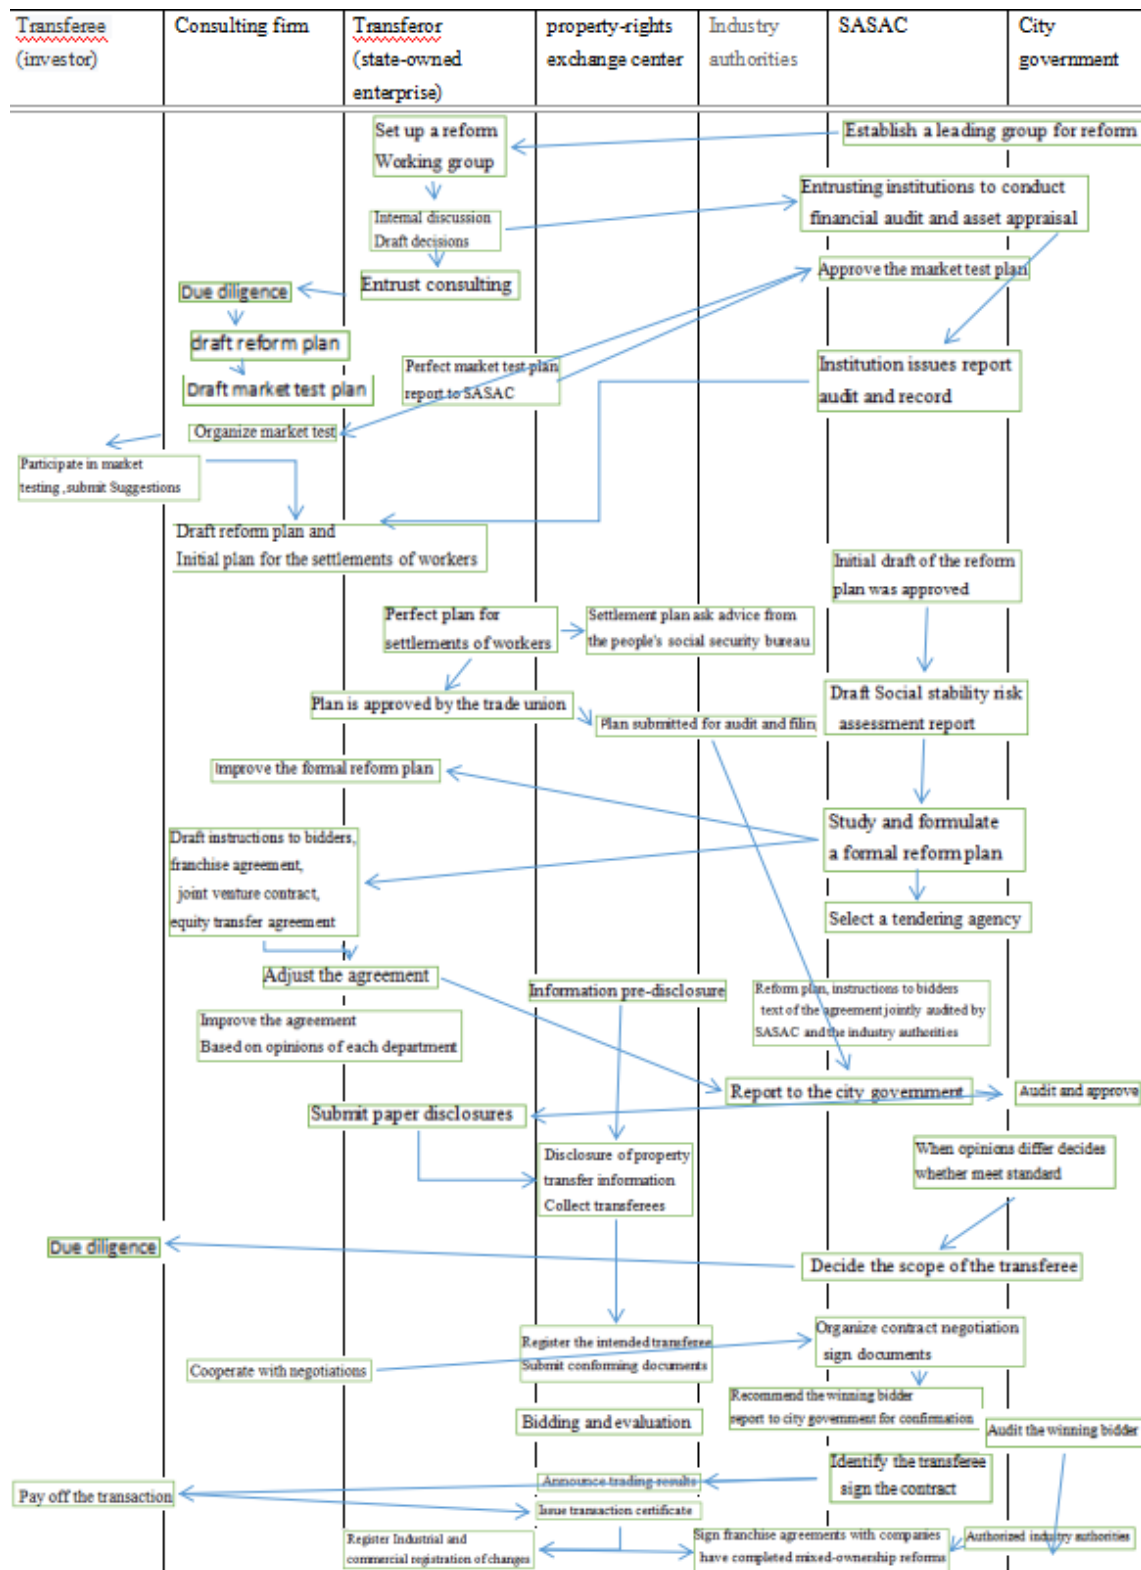 Transferee
(investor)
Consulting firm
Transferor
(state-owned
enterprise)
property-rights
exchange center
Industry
authorities
SASAC
City
government
Set up a reform
Working group
Establish a leading group for reform
Internal discussion
Draft decisions
Entrusting institutions to conduct
financial audit and asset appraisal
Entrust consulting
Approve the market test plan
Due diligence
draft reform plan
Draft market test plan
Perfect market test plan
report to SASAC
Institution issues report
audit and record
Organize market test
Participate in market
testing ,submit Suggestions
Draft reform plan and
Initial plan for the settlements of workers
Initial draft of the reform
plan was approved
Perfect plan for
settlements of workers
Settlement plan ask advice from
the people's social security bureau
Plan is approved by the trade union
Plan submitted for audit and filing
Draft Social stability risk
assessment report
Improve the formal reform plan
Study and formulate
a formal reform plan
Draft instructions to bidders,
franchise agreement,
joint venture contract,
equity transfer agreement
Select a tendering agency
Adjust the agreement
Information pre-disclosure
Reform plan, instructions to bidders
text of the agreement jointly audited by
SASAC and the industry authorities
Improve the agreement
Based on opinions of each department
Report to the city government
Audit and approve
Submit paper disclosures
Disclosure of property
transfer information
Collect transferees
When opinions differ decides
whether meet standard
Due diligence
Decide the scope of the transferee
Register the intended transferee
Submit conforming documents
Organize contract negotiation
sign documents
Cooperate with negotiations
Recommend the winning bidder
report to city government for confirmation
Bidding and evaluation
Audit the winning bidder
Identify the transferee
sign the contract
Announce trading results
Pay off the transaction
Issue transaction certificate
Register Industrial and
commercial registration of changes
Sign franchise agreements with companies
have completed mixed-ownership reforms
Authorized industry authorities